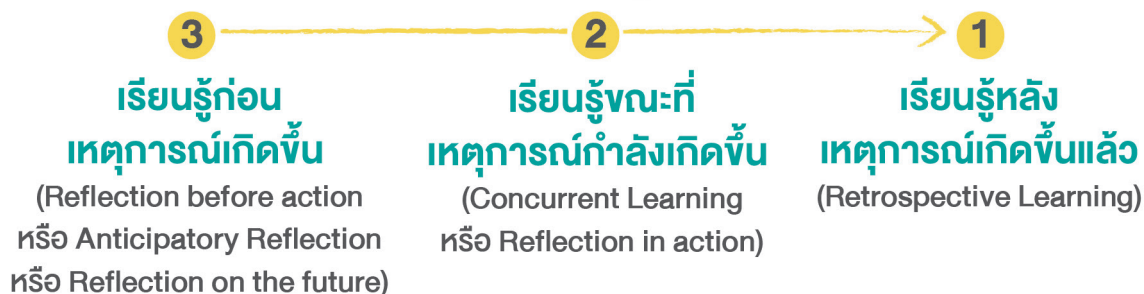 3
เรียนรู้ก่อน
เหตุการณ์เกิดขึ้น
(Reflection before action
หรือ Anticipatory Reflection
หรือ Reflection on the future)
2
เรียนรู้ขณะที่
เหตุการณ์กำลังเกิดขึ้น
(Concurrent Learning
หรือ Reflection in action)
1
เรียนรู้หลัง
เหตุการณ์เกิดขึ้นแล้ว
(Retrospective Learning)